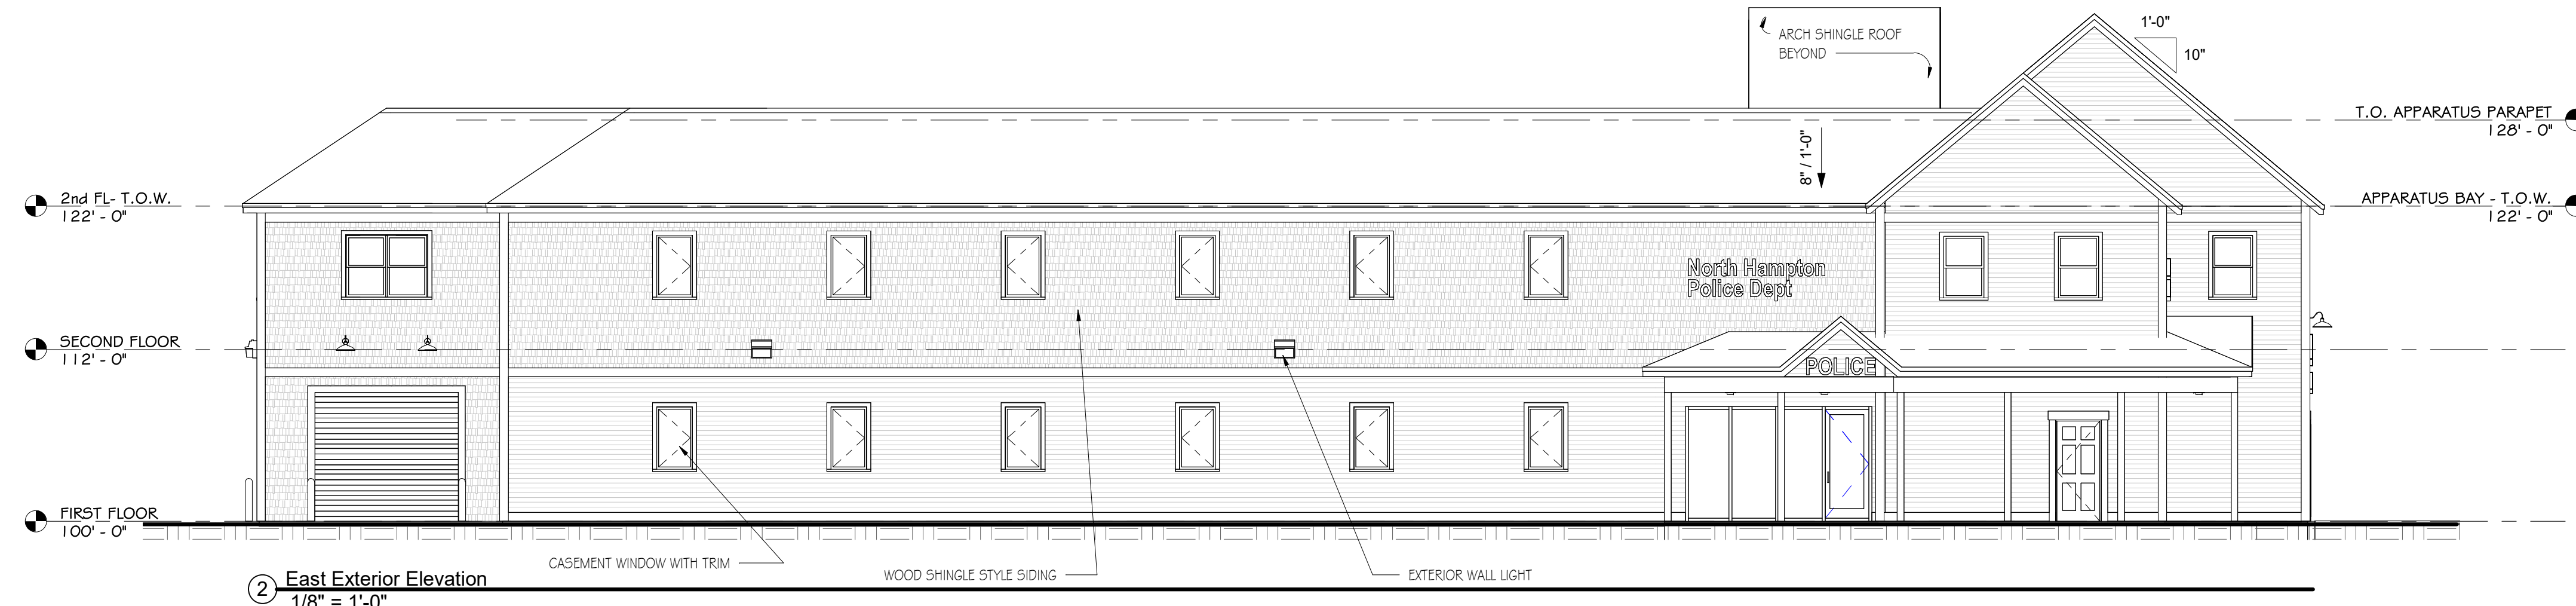 1'-0"
10"
ARCH SHINGLE ROOF
BEYOND
T.O. APPARATUS PARAPET
128' - 0"
8" / 1'-0"
2nd FL- T.O.W.
122' - 0"
APPARATUS BAY - T.O.W.
122' - 0"
North Hampton
Police Dept
SECOND FLOOR
112' - 0"
POLICE
FIRST FLOOR
100' - 0"
CASEMENT WINDOW WITH TRIM
WOOD SHINGLE STYLE SIDING
EXTERIOR WALL LIGHT
2
East Exterior Elevation
1/8" = 1'-0"